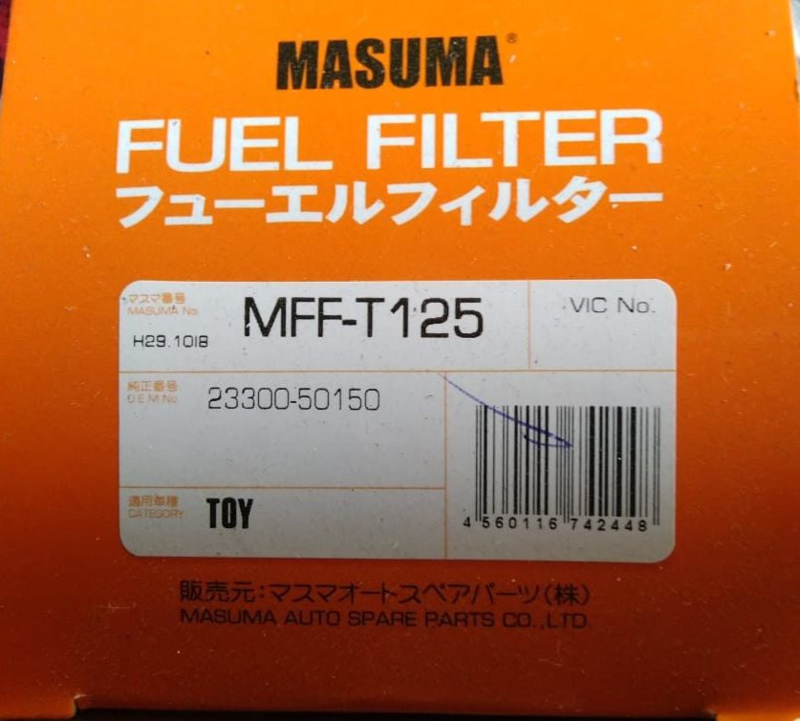 MASUMA®
FUEL FILTER
フューエルフィルター
マスマ番号
MASUMA No.
MFF-T125
VIC No.
H29.1018
純正番号
O.E.M.No
23300-50150
適用車種
CATEGORY
TOY
4 560116 742448
販売元:マスマオートスペアパーツ(株)
MASUMA AUTO SPARE PARTS CO.,LTD.